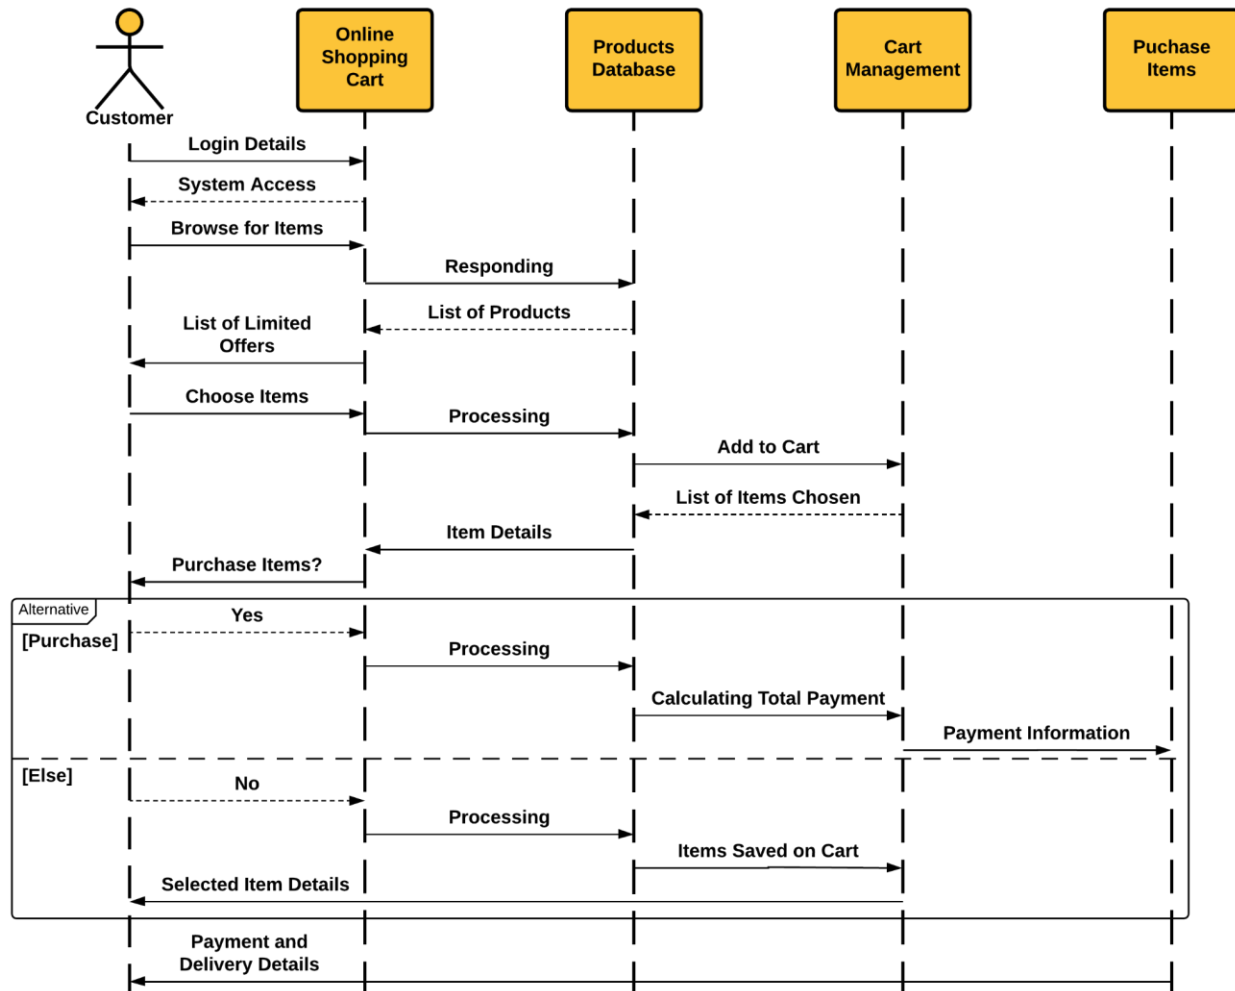 Online
Shopping
Cart
Products
Database
Cart
Management
Puchase
Items
Customer
Login Details
System Access
Browse for Items
Responding
List of Products
List of Limited
Offers
Choose Items
Processing
Add to Cart
List of Items Chosen
Item Details
Purchase Items?
Alternative
[Purchase]
Yes
Processing
Calculating Total Payment
Payment Information
[Else]
No
Processing
Items Saved on Cart
Selected Item Details
Payment and
Delivery Details